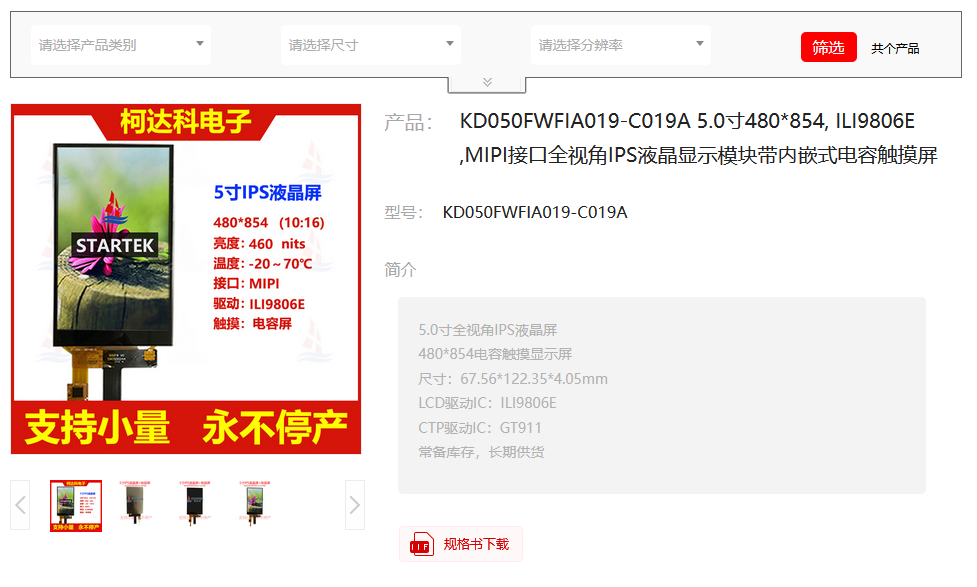 请选择产品类别
请选择尺寸
请选择分辨率
筛选
共个产品
柯达科电子
5寸IPS液晶屏
480*854 (10:16)
亮度：460 nits
温度：-20～70℃
接口：MIPI
驱动：ILI9806E
触摸：电容屏
STARTEK
支持小量 永不停产
产品：
KD050FWFIA019-C019A 5.0寸480*854, ILI9806E
,MIPI接口全视角IPS液晶显示模块带内嵌式电容触摸屏
型号：
KD050FWFIA019-C019A
简介
5.0寸全视角IPS液晶屏
480*854电容触摸显示屏
尺寸：67.56*122.35*4.05mm
LCD驱动IC：ILI9806E
CTP驱动IC：GT911
常备库存，长期供货
规格书下载